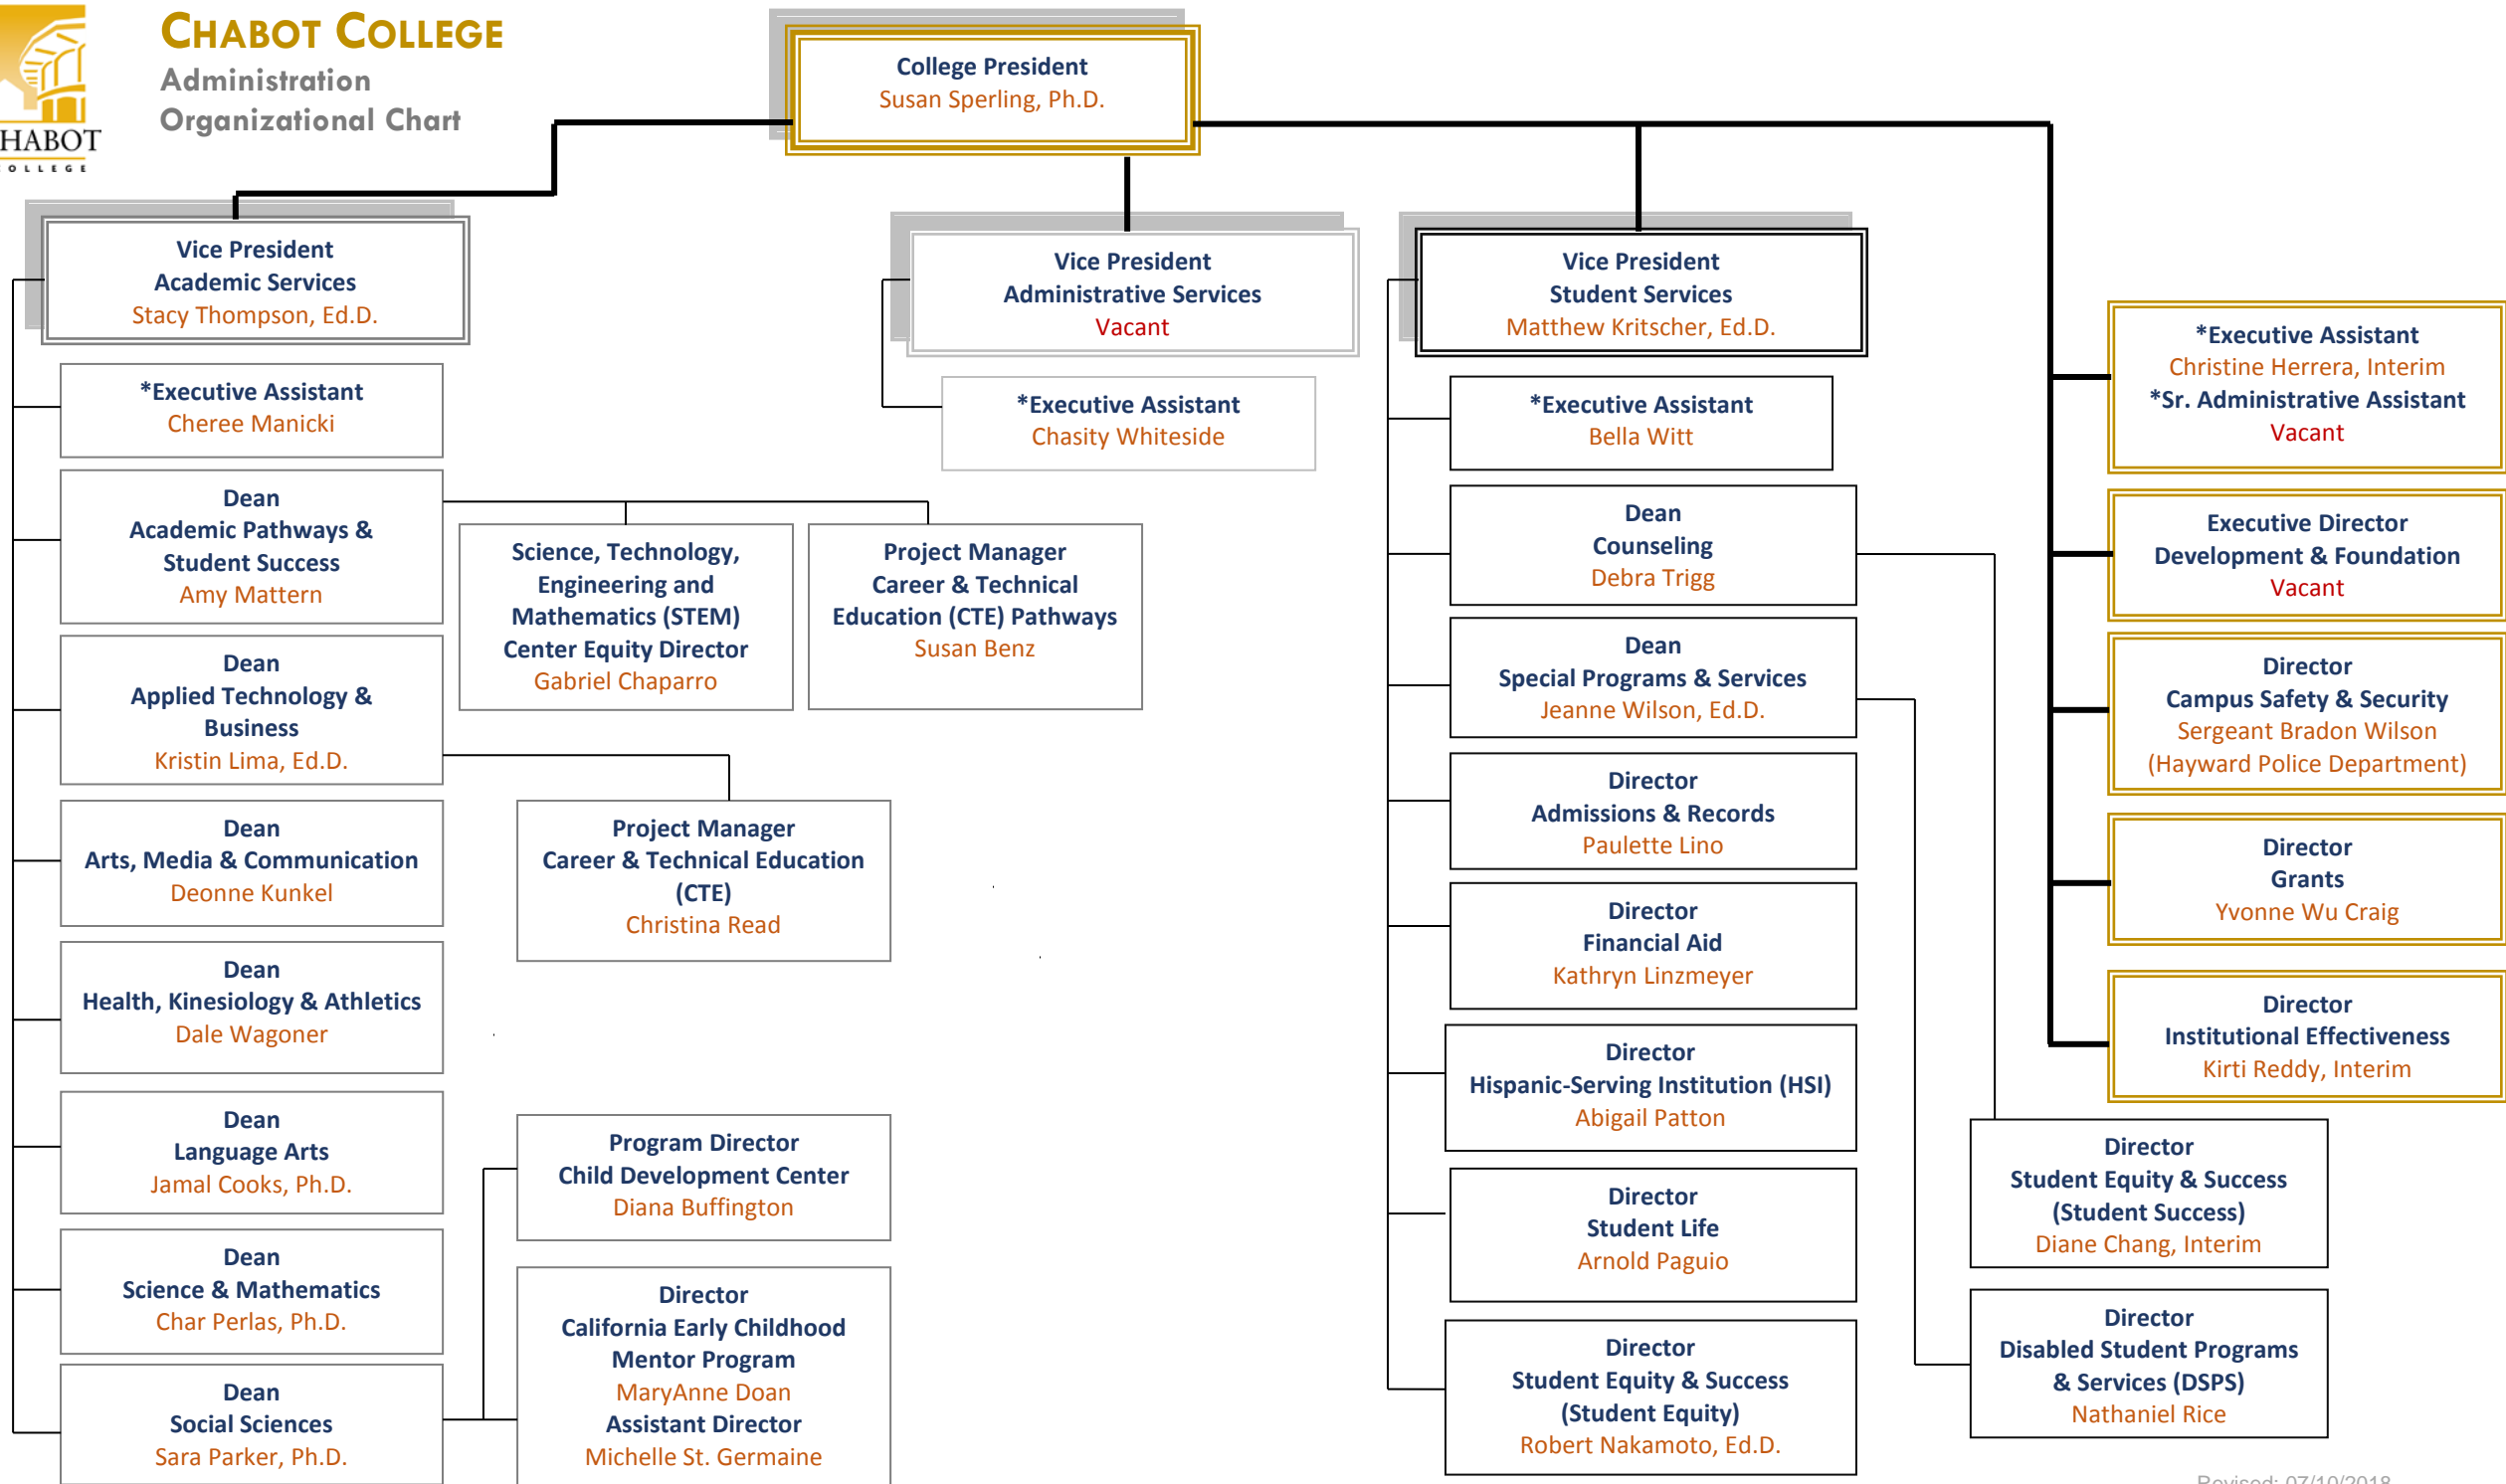 CHABOT COLLEGE
Administration
Organizational Chart
HABOT
COLLEGE
College President
Susan Sperling, Ph.D.
Vice President
Academic Services
Stacy Thompson, Ed.D.
*Executive Assistant
Cheree Manicki
Dean
Academic Pathways &
Student Success
Amy Mattern
Science, Technology,
Engineering and
Mathematics (STEM)
Center Equity Director
Gabriel Chaparro
Project Manager
Career & Technical
Education (CTE) Pathways
Susan Benz
Dean
Applied Technology &
Business
Kristin Lima, Ed.D.
Project Manager
Career & Technical Education
(CTE)
Christina Read
Dean
Arts, Media & Communication
Deonne Kunkel
Dean
Health, Kinesiology & Athletics
Dale Wagoner
Dean
Language Arts
Jamal Cooks, Ph.D.
Dean
Science & Mathematics
Char Perlas, Ph.D.
Dean
Social Sciences
Sara Parker, Ph.D.
Program Director
Child Development Center
Diana Buffington
Director
California Early Childhood
Mentor Program
MaryAnne Doan
Assistant Director
Michelle St. Germaine
Vice President
Administrative Services
Vacant
*Executive Assistant
Chasity Whiteside
Vice President
Student Services
Matthew Kritscher, Ed.D.
*Executive Assistant
Bella Witt
Dean
Counseling
Debra Trigg
Dean
Special Programs & Services
Jeanne Wilson, Ed.D.
Director
Admissions & Records
Paulette Lino
Director
Financial Aid
Kathryn Linzmeyer
Director
Hispanic-Serving Institution (HSI)
Abigail Patton
Director
Student Life
Arnold Paguio
Director
Student Equity & Success
(Student Equity)
Robert Nakamoto, Ed.D.
Director
Student Equity & Success
(Student Success)
Diane Chang, Interim
Director
Disabled Student Programs
& Services (DSPS)
Nathaniel Rice
*Executive Assistant
Christine Herrera, Interim
*Sr. Administrative Assistant
Vacant
Executive Director
Development & Foundation
Vacant
Director
Campus Safety & Security
Sergeant Bradon Wilson
(Hayward Police Department)
Director
Grants
Yvonne Wu Craig
Director
Institutional Effectiveness
Kirti Reddy, Interim
Revised: 07/10/2018